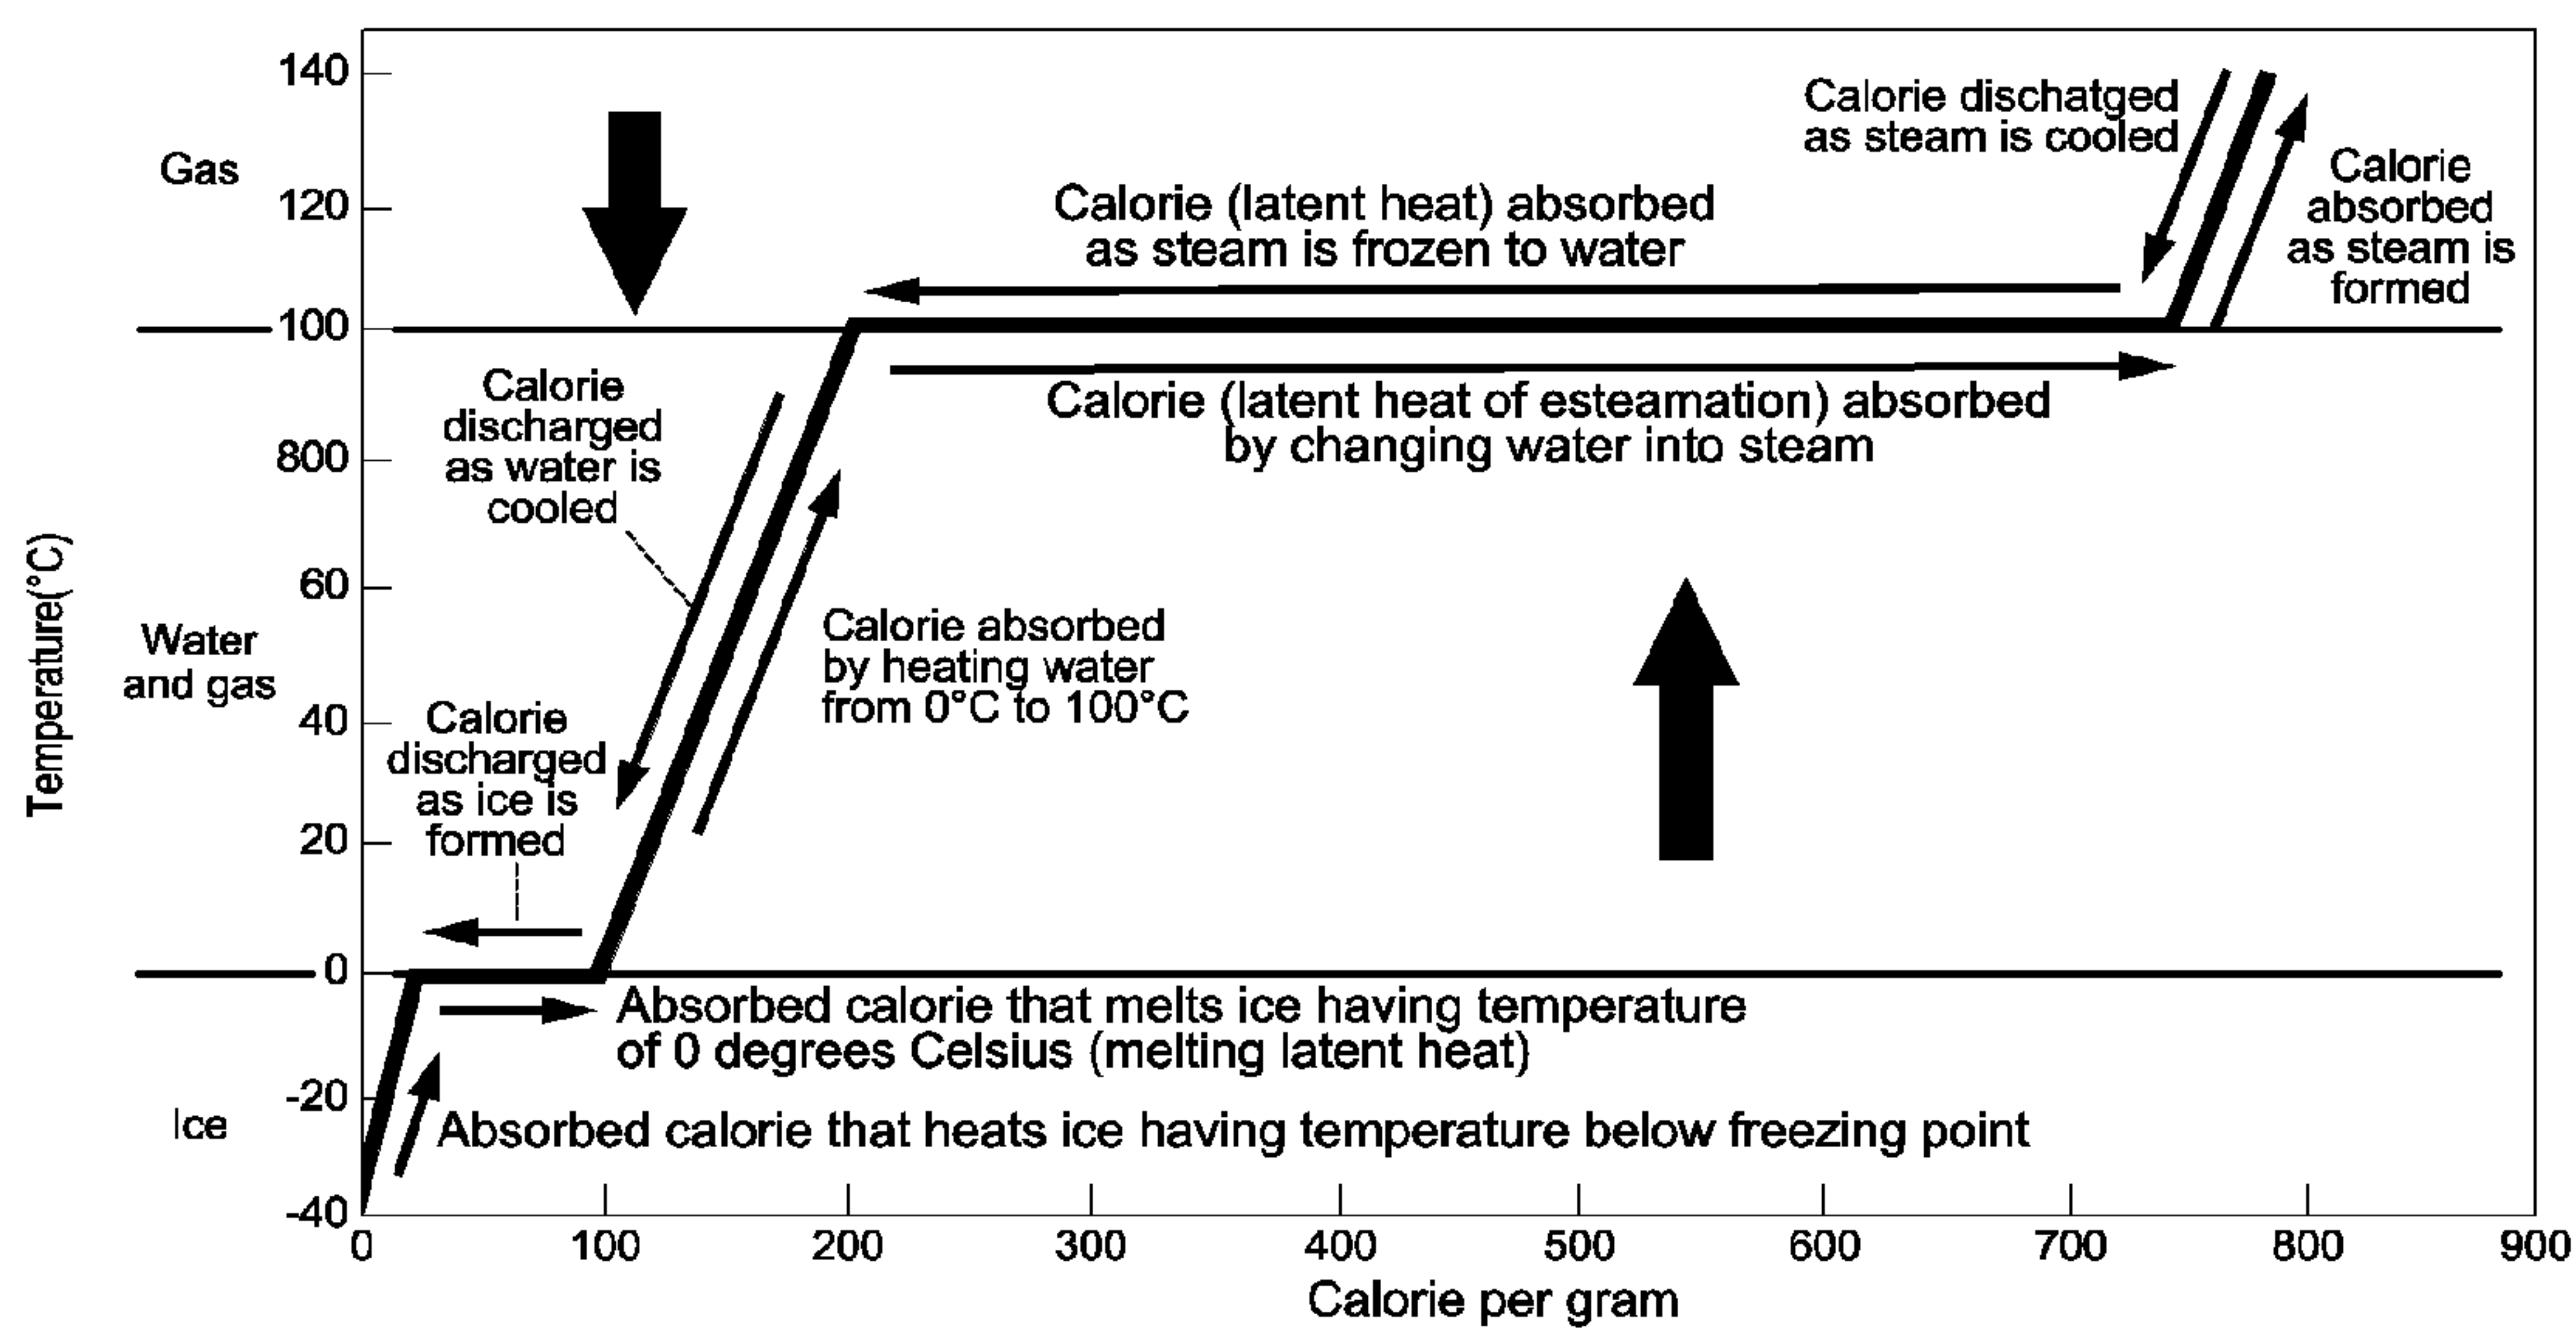 140
Gas
120
100
800
60
Water
and gas
40
20
0
Ice
-20
-40
Temperature(°C)
Calorie dischatged
as steam is cooled
Calorie
absorbed
as steam is
formed
Calorie (latent heat) absorbed
as steam is frozen to water
Calorie (latent heat of esteamation) absorbed
by changing water into steam
Calorie
discharged
as water is
cooled
Calorie absorbed
by heating water
from 0°C to 100°C
Calorie
discharged
as ice is
formed
Absorbed calorie that melts ice having temperature
of 0 degrees Celsius (melting latent heat)
Absorbed calorie that heats ice having temperature below freezing point
0 100 200 300 400 500 600 700 800 900
Calorie per gram